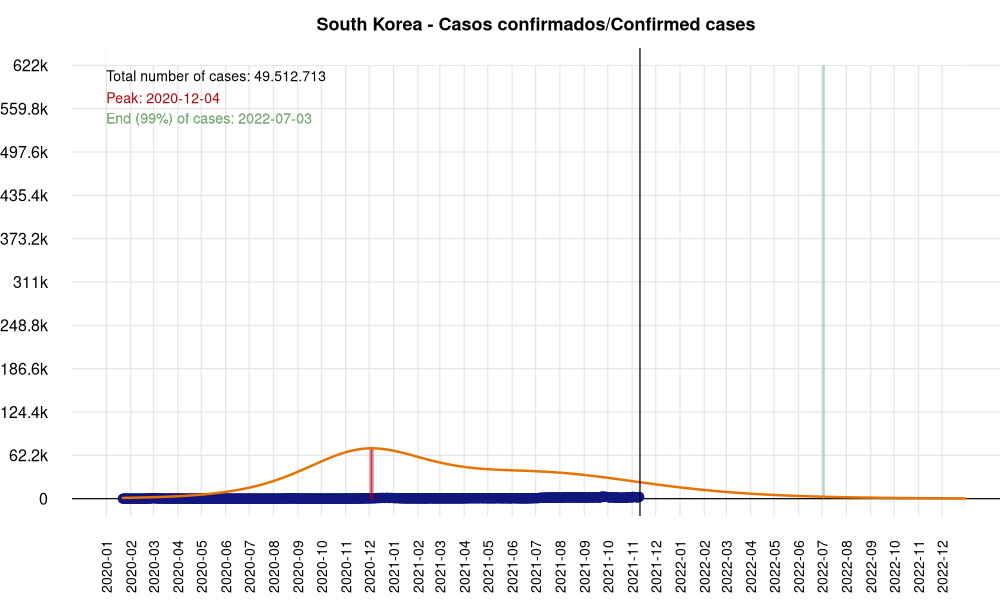 South Korea - Casos confirmados/Confirmed cases
Total number of cases: 49.512.713
Peak: 2020-12-04
End (99%) of cases: 2022-07-03
622k
559.8k
497.6k
435.4k
373.2k
311k
248.8k
186.6k
124.4k
62.2k
0
2020-01
2020-02
2020-03
2020-04
2020-05
2020-06
2020-07
2020-08
2020-09
2020-10
2020-11
2020-12
2021-01
2021-02
2021-03
2021-04
2021-05
2021-06
2021-07
2021-08
2021-09
2021-10
2021-11
2021-12
2022-01
2022-02
2022-03
2022-04
2022-05
2022-06
2022-07
2022-08
2022-09
2022-10
2022-11
2022-12